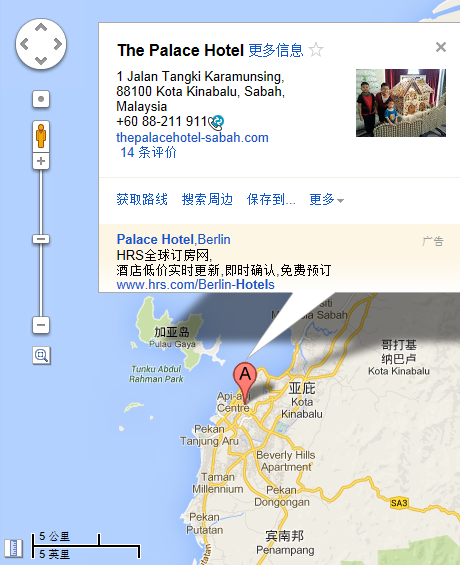 The Palace Hotel 更多信息
1 Jalan Tangki Karamunsing,
88100 Kota Kinabalu, Sabah,
Malaysia
+60 88-211 911
thepalacehotel-sabah.com
14 条评价
获取路线 搜索周边 保存到... 更多
Palace Hotel,Berlin 广告
HRS全球订房网,
酒店低价实时更新,即时确认,免费预订
www.hrs.com/Berlin-Hotels
Malaysia Sabah
加亚岛
Pulau Gaya
哥打基
纳巴卢
Kota Kinabalu
Tunku Abdul
Rahman Park
A
亚庇
Kota
Kinabalu
Api-api
Centre
Pekan
Tanjung Aru
Beverly Hills
Apartment
Taman
Millennium
Pekan
Dongongan
SA3
Pekan
Putatan
宾南邦
Penampang
Putatan
5 公里
5 英里